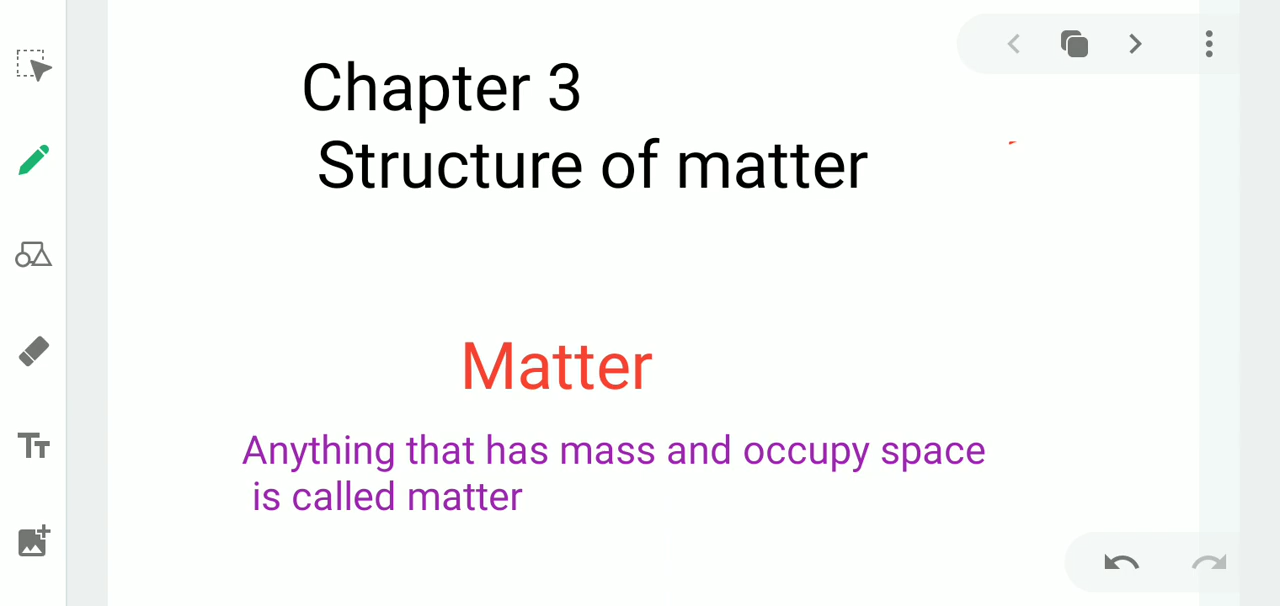 Chapter 3
Structure of matter
Matter
Anything that has mass and occupy space
is called matter